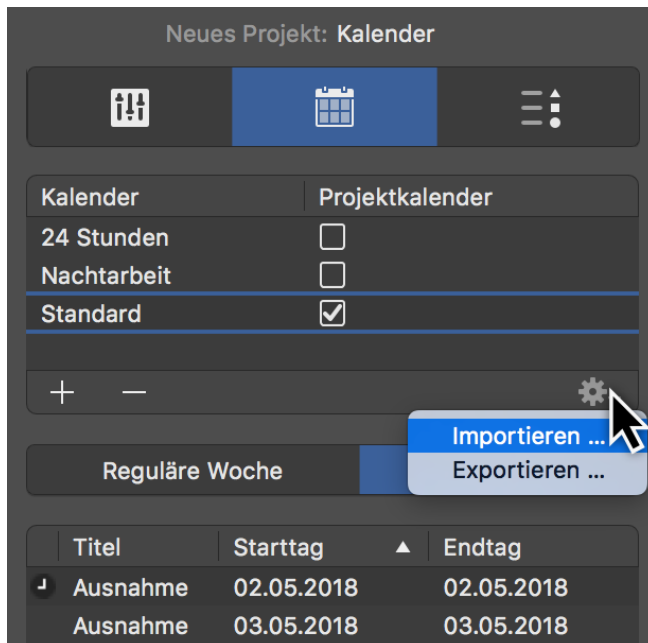 Neues Projekt: Kalender
Kalender Projektkalender
24 Stunden
Nachtarbeit
Standard
Importieren ...
Exportieren ...
Reguläre Woche
Titel Starttag Endtag
Ausnahme 02.05.2018 02.05.2018
Ausnahme 03.05.2018 03.05.2018